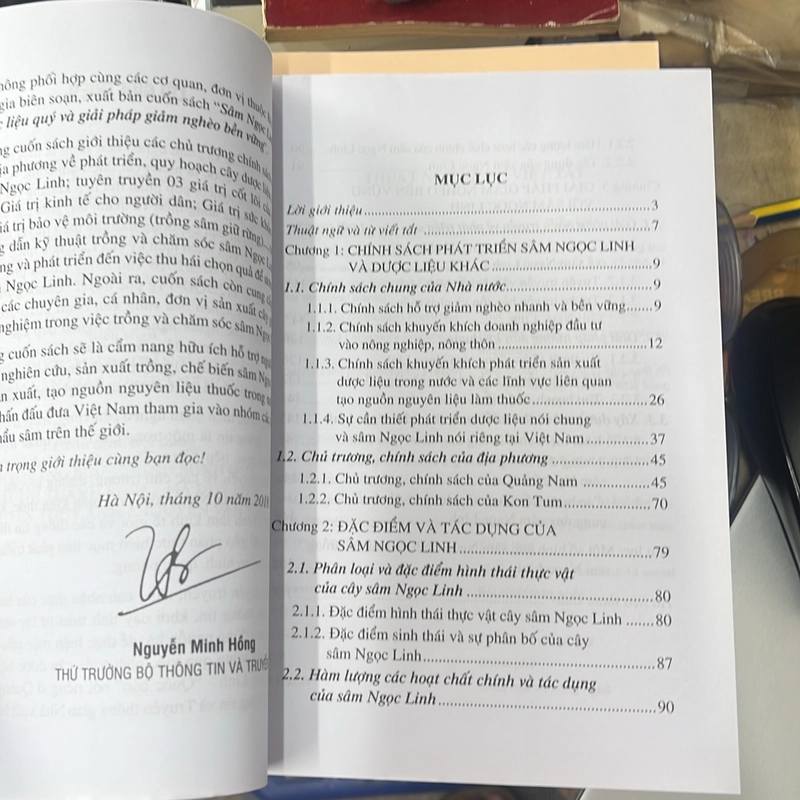 hông phối hợp cùng các cơ quan, đơn vị thuộc
gia biên soạn, xuất bản cuốn sách "Sâm Ngọc
liệu quý và giải pháp giảm nghèo bền vững".
ng cuốn sách giới thiệu các chủ trương chính
ịa phương về phát triển, quy hoạch cây dược liệu
Ngọc Linh; tuyên truyền 03 giá trị cốt lõi
Giá trị kinh tế cho người dân; Giá trị sức
iá trị bảo vệ môi trường (trồng sâm giữ rừng)
g dẫn kỹ thuật trồng và chăm sóc sâm Ngọc
ng và phát triển đến việc thu hái chọn quả để
Ngọc Linh. Ngoài ra, cuốn sách còn cung
các chuyên gia, cá nhân, đơn vị sản xuất
nghiệm trong việc trồng và chăm sóc sâm
g cuốn sách sẽ là cẩm nang hữu ích hỗ trợ
nghiên cứu, sản xuất trồng, chế biến sâm
n xuất, tạo nguồn nguyên liệu thuốc trong
hấn đấu đưa Việt Nam tham gia vào nhóm
hẩu sâm trên thế giới.
trọng giới thiệu cùng bạn đọc!
Hà Nội, tháng 10 năm
Nguyễn Minh Hồng
THỨ TRƯỞNG BỘ THÔNG TIN VÀ
MỤC LỤC
Lời giới thiệu....................3
Thuật ngữ và từ viết tắt ....................7
Chương 1: CHÍNH SÁCH PHÁT TRIỂN SÂM NGỌC LINH
VÀ DƯỢC LIỆU KHÁC....................9
1.1. Chính sách chung của Nhà nước....................9
1.1.1. Chính sách hỗ trợ giảm nghèo nhanh và bền vững.......9
1.1.2. Chính sách khuyến khích doanh nghiệp đầu tư
vào nông nghiệp, nông thôn....................12
1.1.3. Chính sách khuyến khích phát triển sản xuất
dược liệu trong nước và các lĩnh vực liên quan
tạo nguồn nguyên liệu làm thuốc....................26
1.1.4. Sự cần thiết phát triển dược liệu nói chung
và sâm Ngọc Linh nói riêng tại Việt Nam..............37
1.2. Chủ trương, chính sách của địa phương....................45
1.2.1. Chủ trương, chính sách của Quảng Nam ..............45
1.2.2. Chủ trương, chính sách của Kon Tum..................70
Chương 2: ĐẶC ĐIỂM VÀ TÁC DỤNG CỦA
SÂM NGỌC LINH....................79
2.1. Phân loại và đặc điểm hình thái thực vật
của cây sâm Ngọc Linh....................80
2.1.1. Đặc điểm hình thái thực vật cây sâm Ngọc Linh ......80
2.1.2. Đặc điểm sinh thái và sự phân bố của cây
sâm Ngọc Linh....................87
2.2. Hàm lượng các hoạt chất chính và tác dụng
của sâm Ngọc Linh....................90